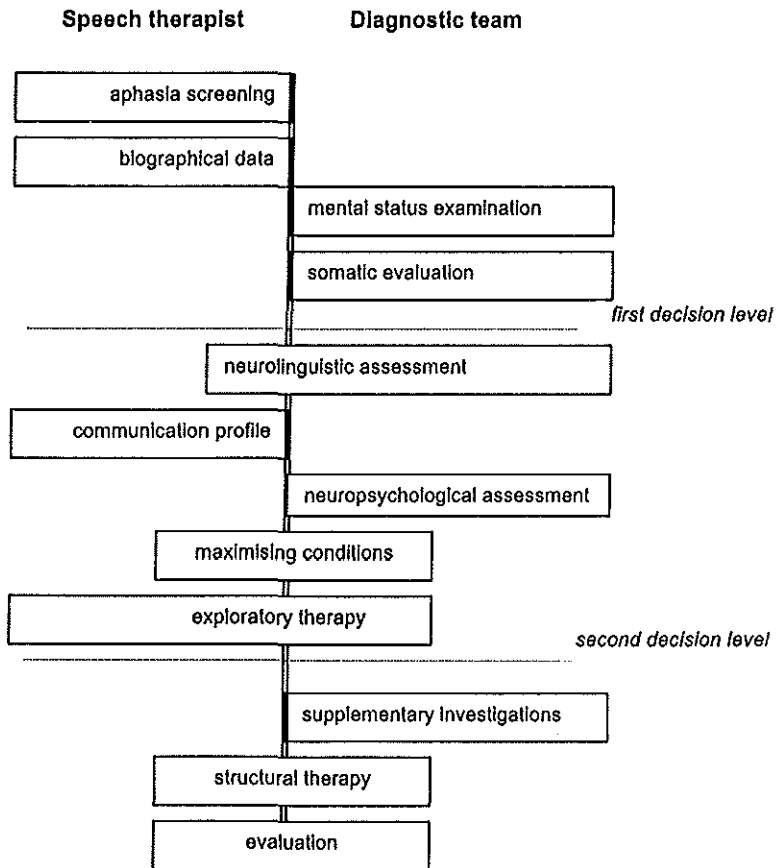 Speech therapist Diagnostic team
aphasia screening
biographical data
mental status examination
somatic evaluation
first decision level
neurolinguistic assessment
communication profile
neuropsychological assessment
maximising conditions
exploratory therapy
second decision level
supplementary investigations
structural therapy
evaluation